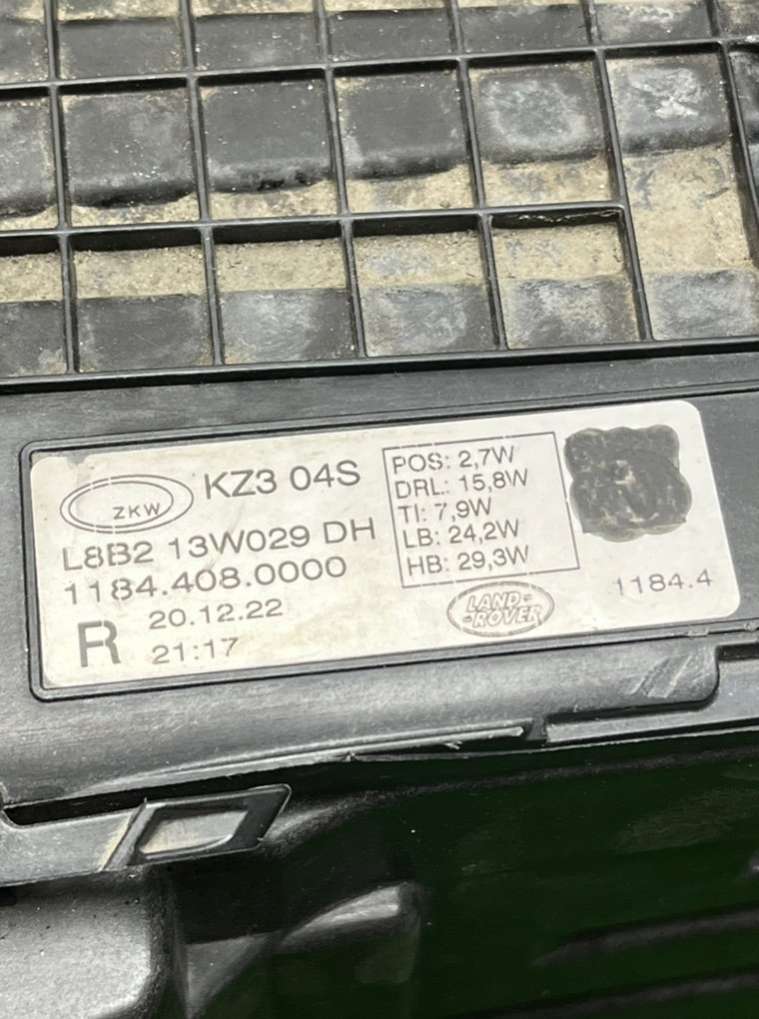 ZKW
KZ3 04S
L8B2 13W029 DH
1184.408.0000
R
20.12.22
21:17
POS: 2,7W
DRL: 15,8W
TI: 7,9W
LB: 24,2W
HB: 29,3W
LAND-
-ROVER
1184.4